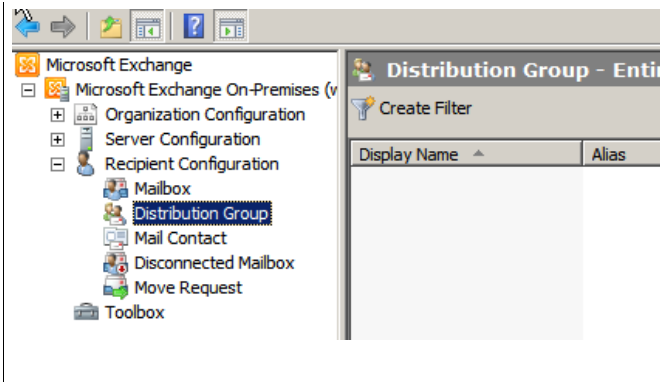 Microsoft Exchange
Microsoft Exchange On-Premises (w
Organization Configuration
Server Configuration
Recipient Configuration
Mailbox
Distribution Group
Mail Contact
Disconnected Mailbox
Move Request
Toolbox
Distribution Group - Entir
Create Filter
Display Name Alias